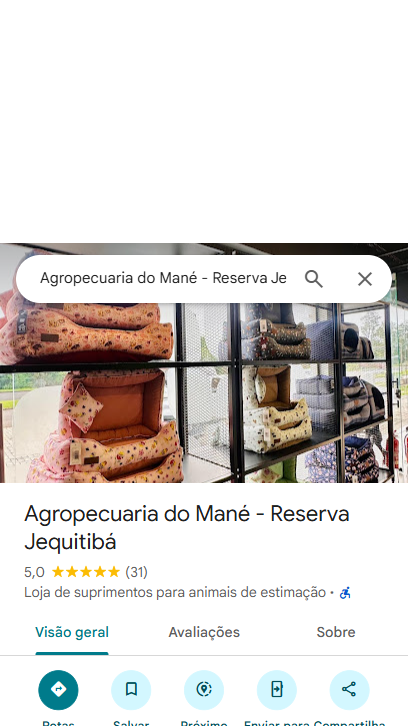 Agropecuaria do Mané - Reserva Je
Agropecuaria do Mané - Reserva
Jequitibá
5,0 (31)
Loja de suprimentos para animais de estimação ·
Visão geral Avaliações Sobre
Rotas Salvar Próximo Enviar para Compartilha